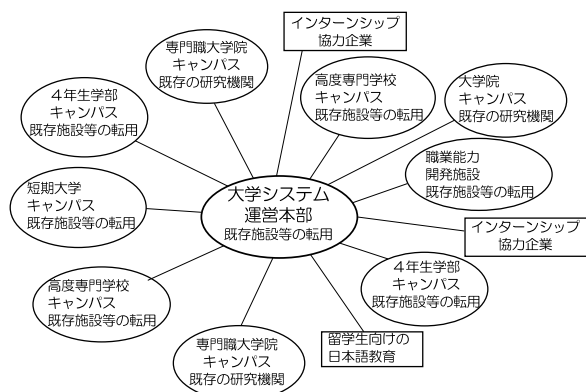 インターンシップ
協力企業
専門職大学院
キャンパス
既存の研究機関
高度専門学校
キャンパス
既存施設等の転用
大学院
キャンパス
既存の研究機関
４年生学部
キャンパス
既存施設等の転用
職業能力
開発施設
既存施設等の転用
短期大学
キャンパス
既存施設等の転用
大学システム
運営本部
既存施設等の転用
インターンシップ
協力企業
４年生学部
キャンパス
既存施設等の転用
高度専門学校
キャンパス
既存施設等の転用
専門職大学院
キャンパス
既存の研究機関
留学生向けの
日本語教育